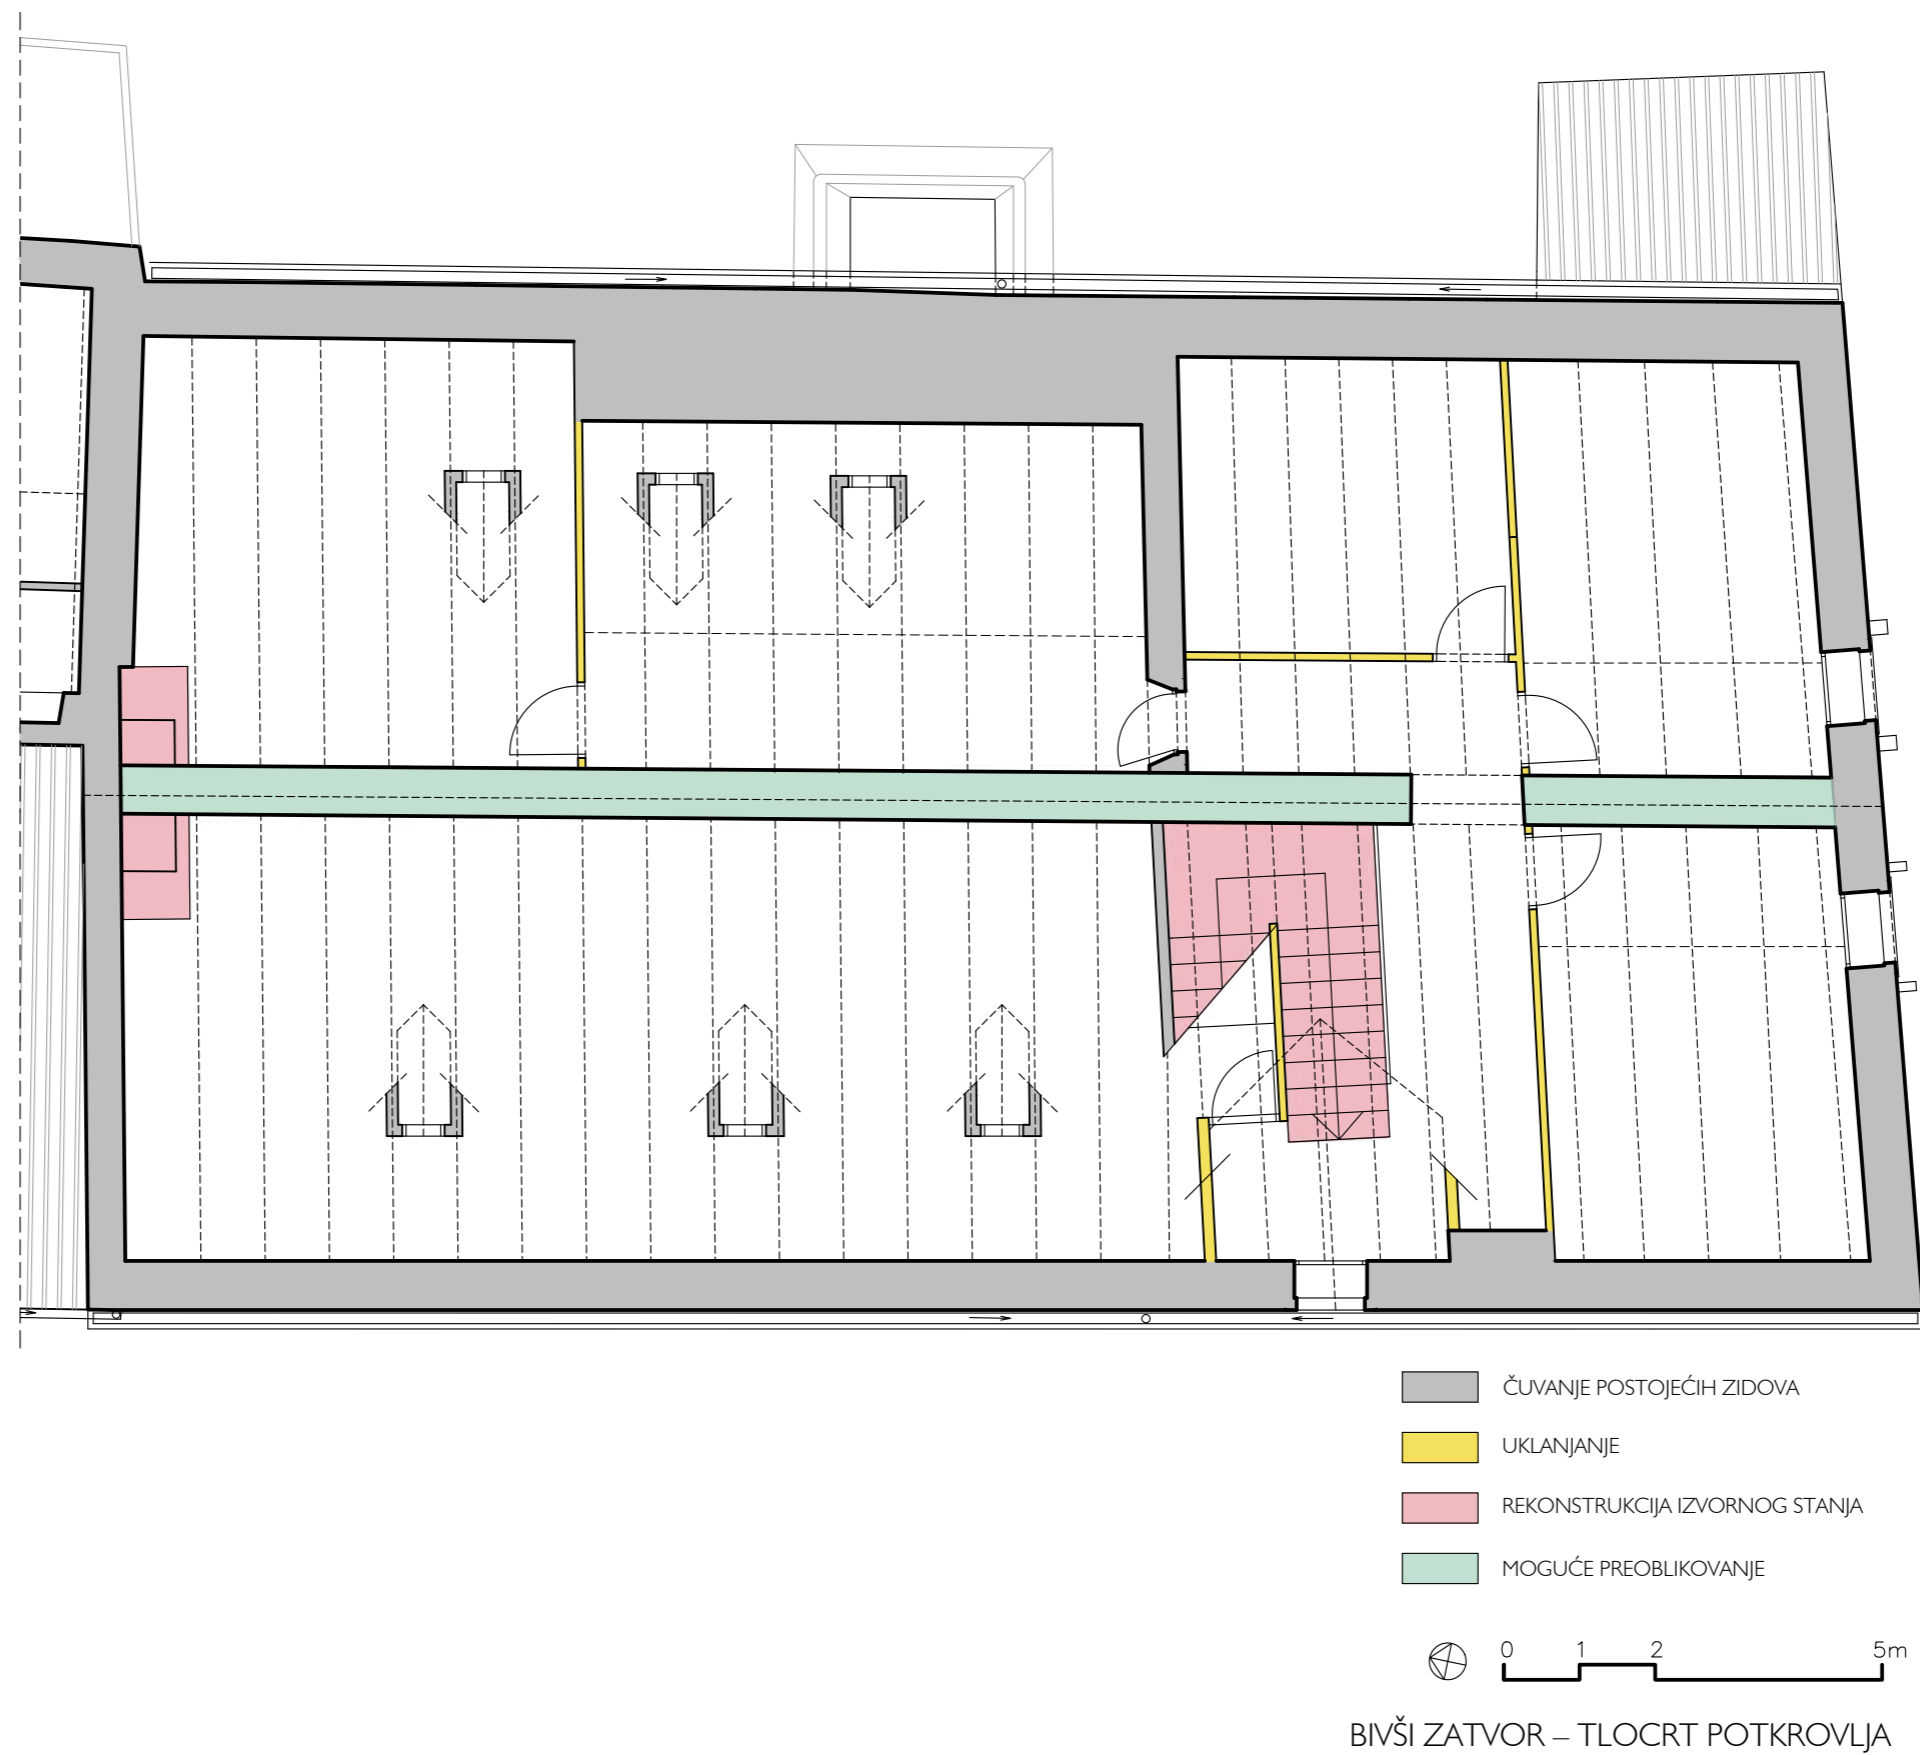 ČUVANJE POSTOJEĆIH ZIDOVA
UKLANJANJE
REKONSTRUKCIJA IZVORNOG STANJA
MOGUĆE PREOBLIKOVANJE
0 1 2 5m
BIVŠI ZATVOR – TLOCRT POTKROVLJA